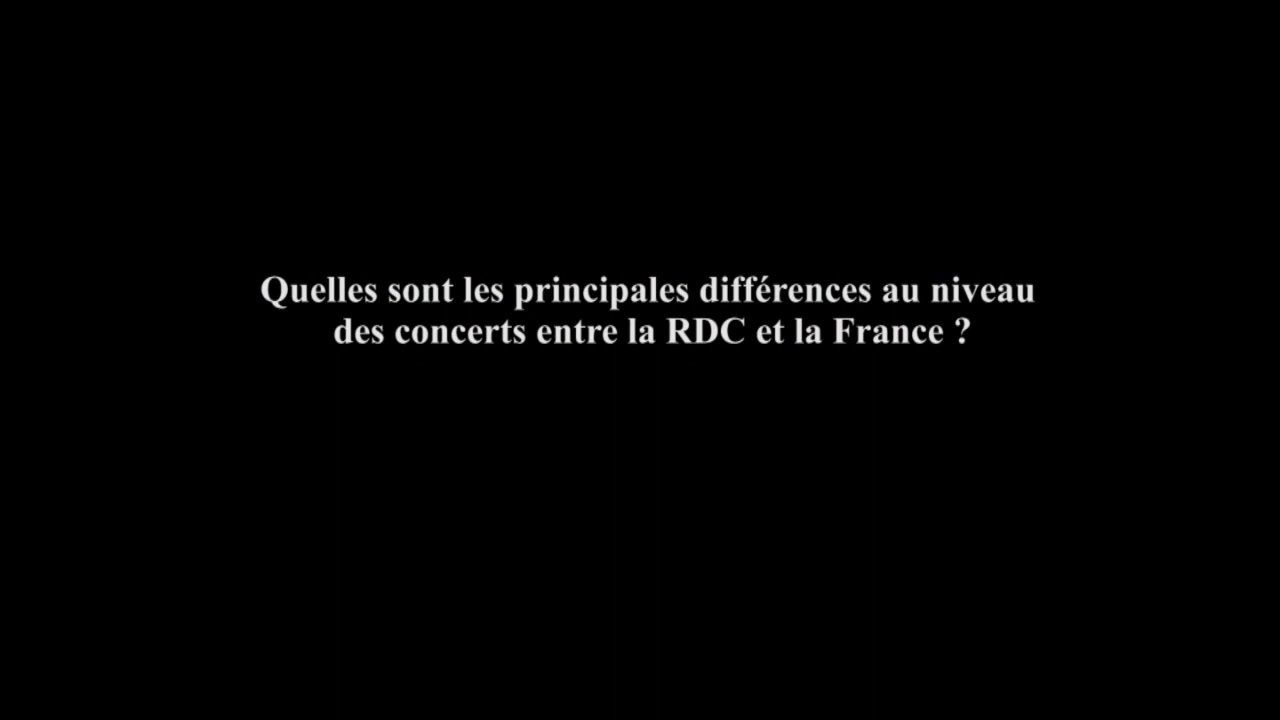 Quelles sont les principales différences au niveau
des concerts entre la RDC et la France ?